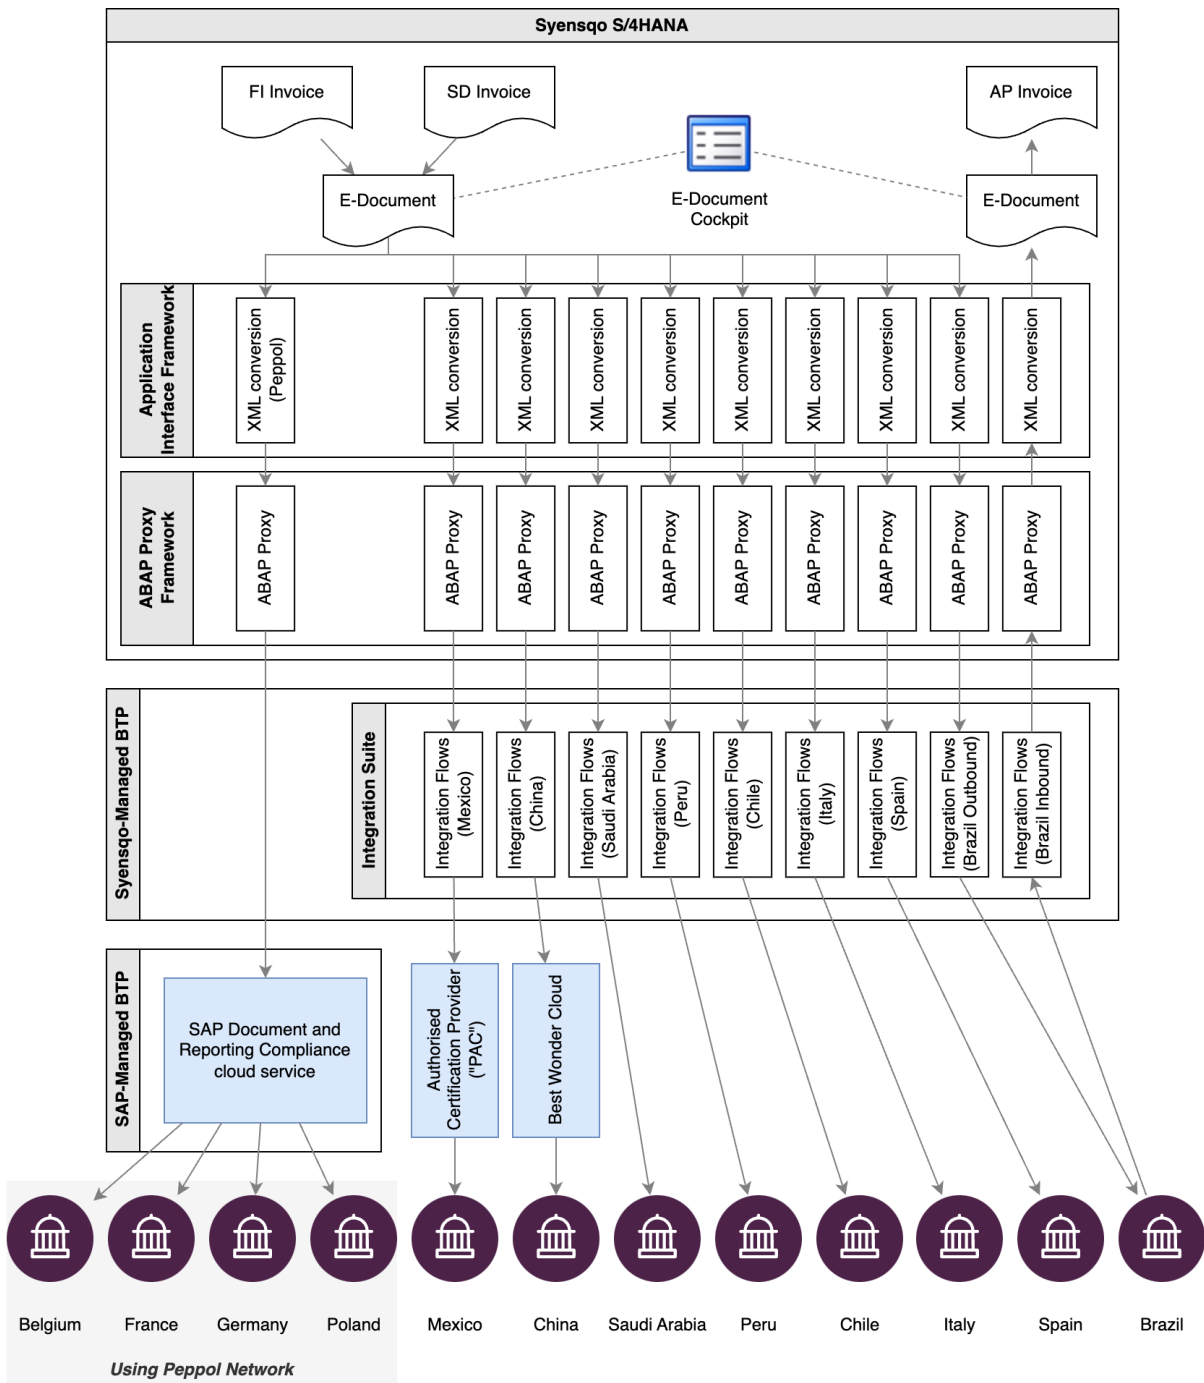 Syensqo S/4HANA
FI Invoice
SD Invoice
AP Invoice
E-Document
E-Document
Cockpit
E-Document
Application
Interface Framework
XML conversion
(Peppol)
XML conversion
XML conversion
XML conversion
XML conversion
XML conversion
XML conversion
XML conversion
XML conversion
XML conversion
ABAP Proxy
Framework
ABAP Proxy
ABAP Proxy
ABAP Proxy
ABAP Proxy
ABAP Proxy
ABAP Proxy
ABAP Proxy
ABAP Proxy
ABAP Proxy
ABAP Proxy
Syensqo-Managed BTP
Integration Suite
Integration Flows
(Mexico)
Integration Flows
(China)
Integration Flows
(Saudi Arabia)
Integration Flows
(Peru)
Integration Flows
(Chile)
Integration Flows
(Italy)
Integration Flows
(Spain)
Integration Flows
(Brazil Outbound)
Integration Flows
(Brazil Inbound)
SAP-Managed BTP
SAP Document and
Reporting Compliance
cloud service
Authorised
Certification Provider
("PAC")
Best Wonder Cloud
Belgium
France
Germany
Poland
Mexico
China
Saudi Arabia
Peru
Chile
Italy
Spain
Brazil
Using Peppol Network